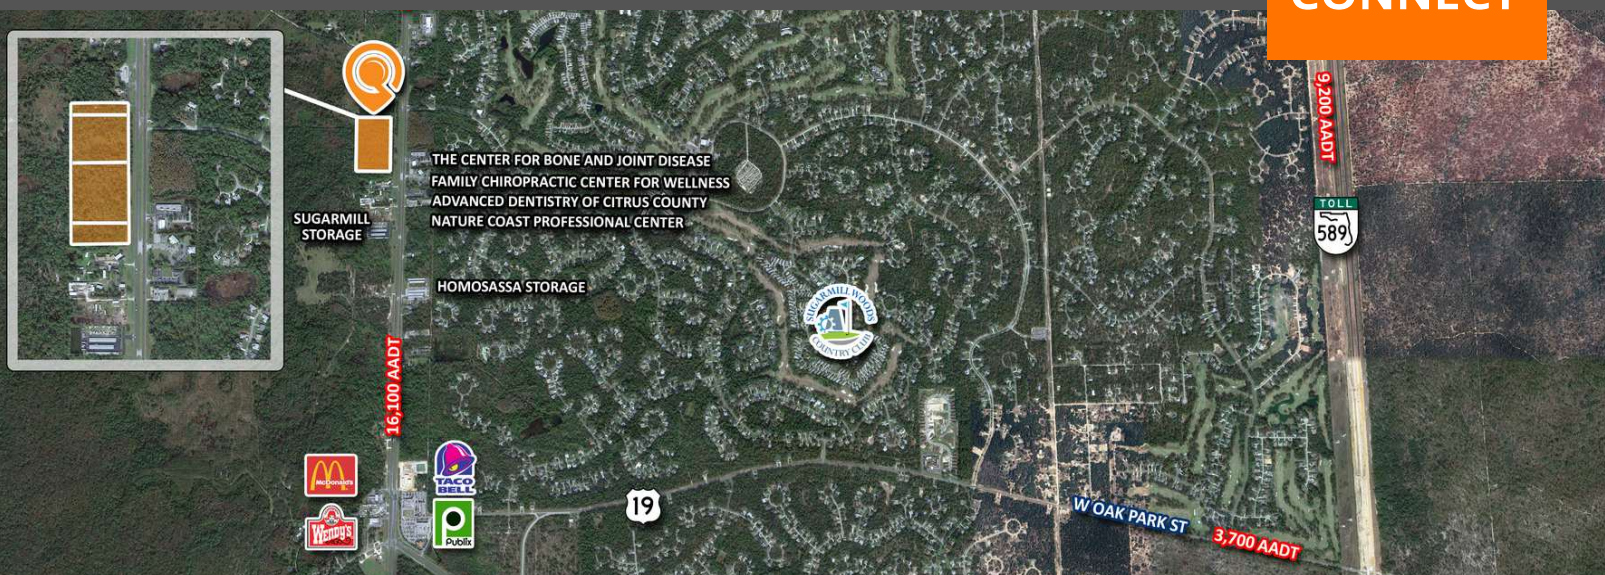 CONNECT
9,200 AADT
THE CENTER FOR BONE AND JOINT DISEASE
FAMILY CHIROPRACTIC CENTER FOR WELLNESS
ADVANCED DENTISTRY OF CITRUS COUNTY
NATURE COAST PROFESSIONAL CENTER
SUGARMILL
STORAGE
TOLL
589
HOMOSASSA STORAGE
SUGARMILL WOODS
COUNTRY CLUB
16,100 AADT
McDonald's
TACO
BELL
WENDY'S
Publix
19
W OAK PARK ST
3,700 AADT